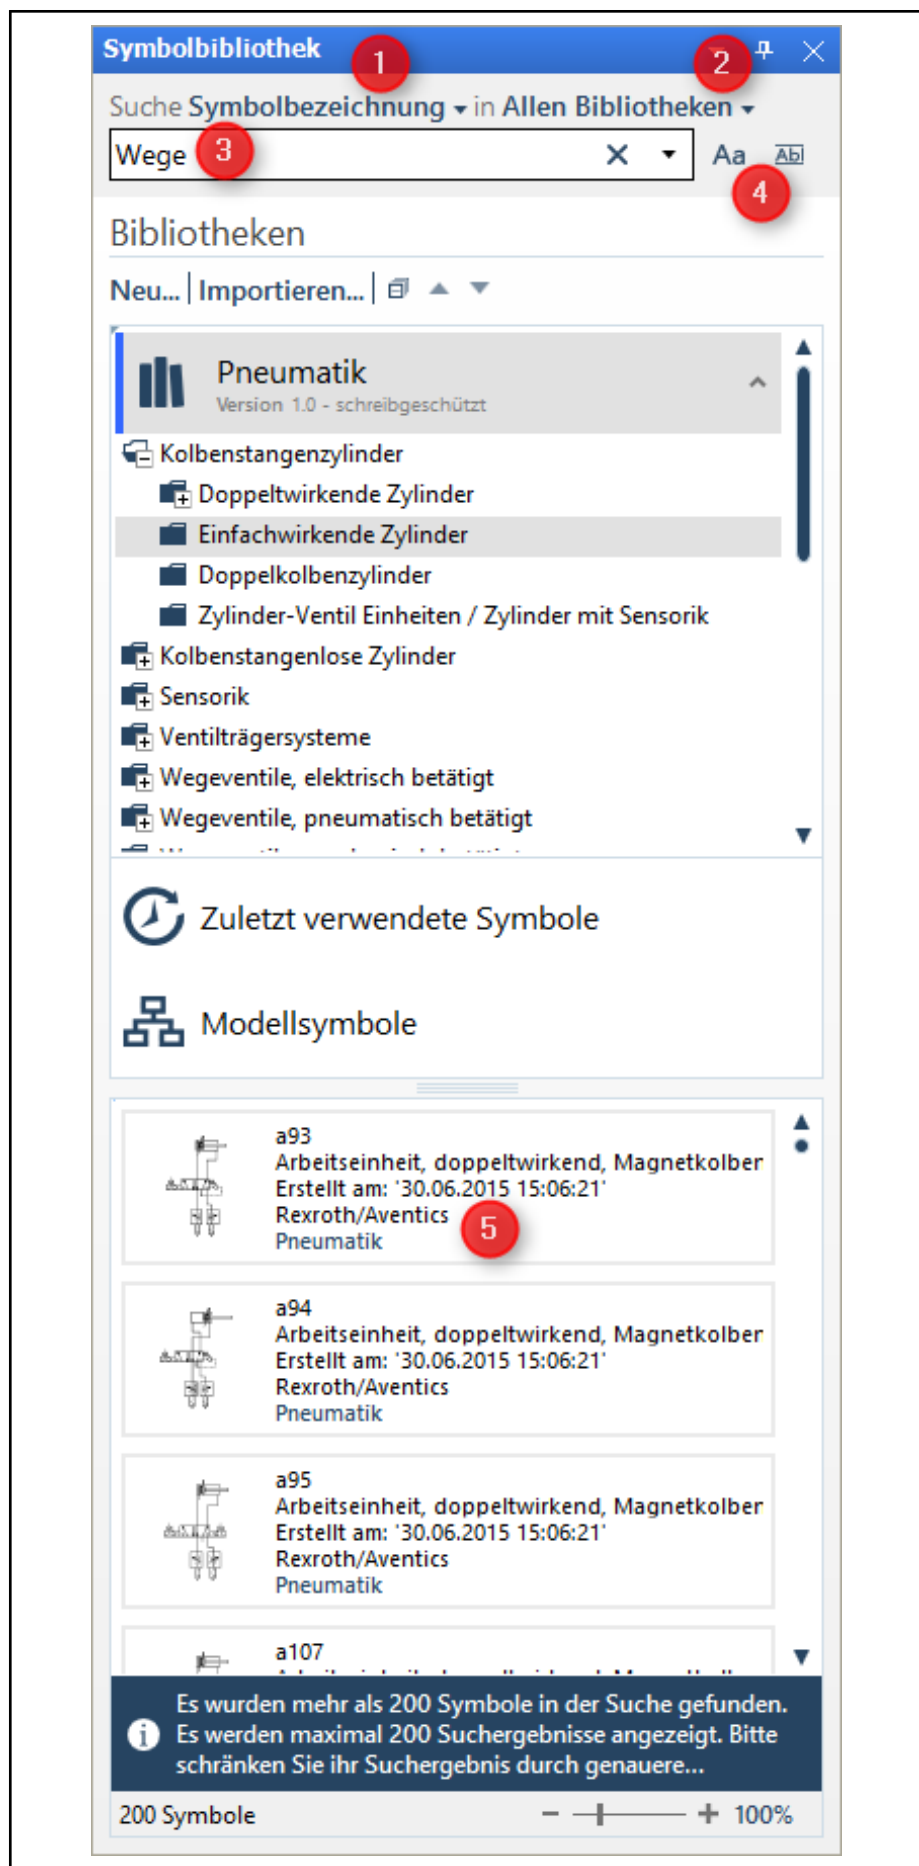 Symbolbibliothek
1
2
Suche Symbolbezeichnung in Allen Bibliotheken
Wege
3
Aa
Abl
4
Bibliotheken
Neu... Importieren...
Pneumatik
Version 1.0 - schreibgeschützt
Kolbenstangenzylinder
Doppeltwirkende Zylinder
Einfachwirkende Zylinder
Doppelkolbenzylinder
Zylinder-Ventil Einheiten / Zylinder mit Sensorik
Kolbenstangenlose Zylinder
Sensorik
Ventilträgersysteme
Wegeventile, elektrisch betätigt
Wegeventile, pneumatisch betätigt
Zuletzt verwendete Symbole
Modellsymbole
a93
Arbeitseinheit, doppeltwirkend, Magnetkolber
Erstellt am: '30.06.2015 15:06:21'
Rexroth/Aventics
5
Pneumatik
a94
Arbeitseinheit, doppeltwirkend, Magnetkolber
Erstellt am: '30.06.2015 15:06:21'
Rexroth/Aventics
Pneumatik
a95
Arbeitseinheit, doppeltwirkend, Magnetkolber
Erstellt am: '30.06.2015 15:06:21'
Rexroth/Aventics
Pneumatik
a107
Es wurden mehr als 200 Symbole in der Suche gefunden.
Es werden maximal 200 Suchergebnisse angezeigt. Bitte
schränken Sie ihr Suchergebnis durch genauere...
200 Symbole
100%